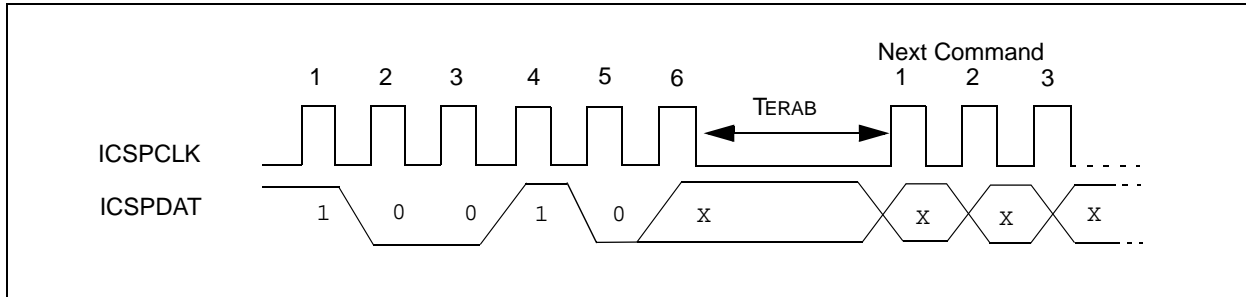 Next Command
1 2 3 4 5 6 1 2 3
TERAB
ICSPCLK
ICSPDAT 1 0 0 1 0 x x x x